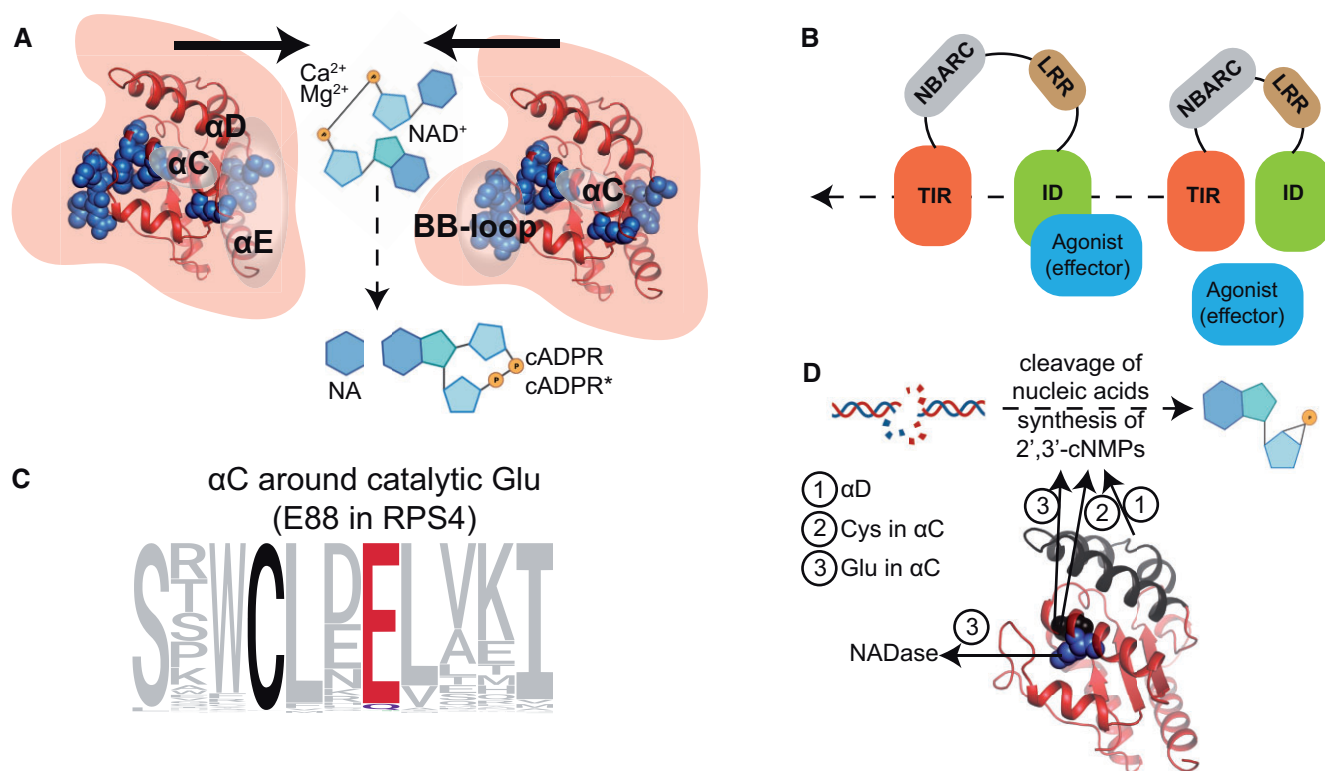 A
Ca2+
Mg2+
NAD+
αD
αC
αE
αC
BB-loop
P
P
NA
cADPR
cADPR*
B
NBARC
LRR
NBARC
LRR
TIR
ID
TIR
ID
Agonist
(effector)
Agonist
(effector)
C
αC around catalytic Glu
(E88 in RPS4)
S R W C L D E L V K I
T E A E
S N L T
P K V M
K
Q
D
cleavage of
nucleic acids
synthesis of
2',3'-cNMPs
P
1 αD
2 Cys in αC
3 Glu in αC
3
2
1
3
NADase